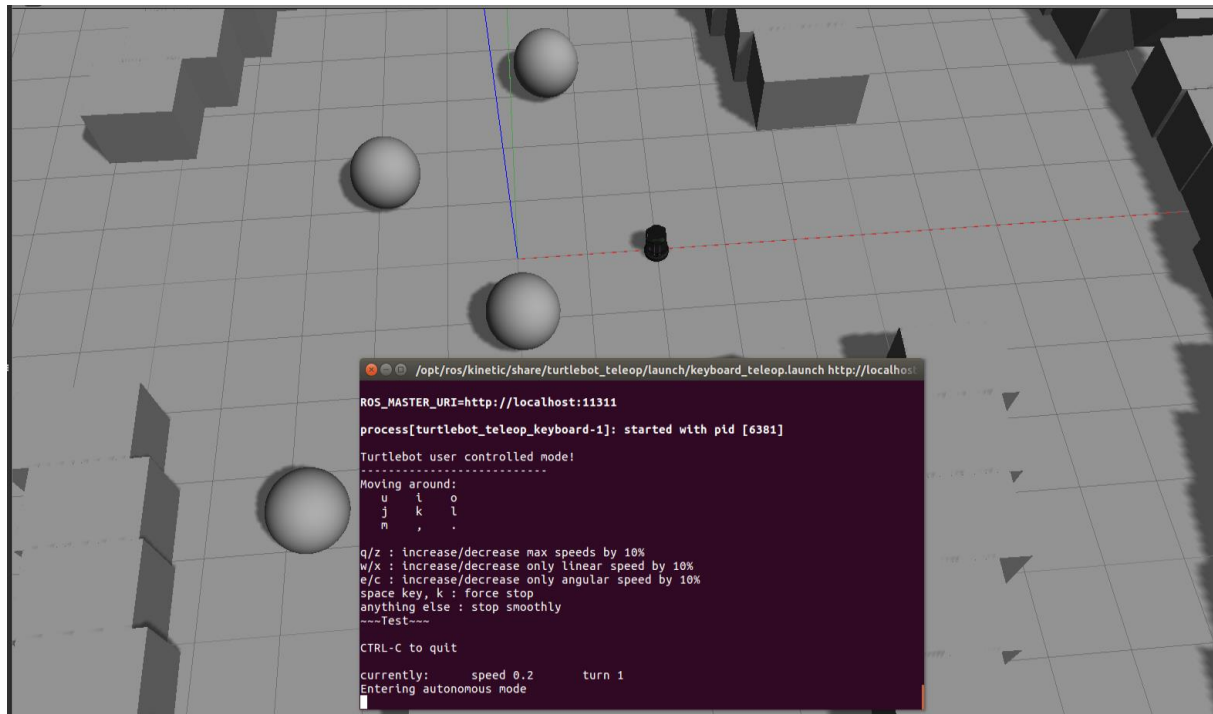 /opt/ros/kinetic/share/turtlebot_teleop/launch/keyboard_teleop.launch http://localhost
ROS_MASTER_URI=http://localhost:11311
process[turtlebot_teleop_keyboard-1]: started with pid [6381]
Turtlebot user controlled mode!
---------------------------
Moving around:
u i o
j k l
m , .
q/z : increase/decrease max speeds by 10%
w/x : increase/decrease only linear speed by 10%
e/c : increase/decrease only angular speed by 10%
space key, k : force stop
anything else : stop smoothly
~~~Test~~~
CTRL-C to quit
currently: speed 0.2 turn 1
Entering autonomous mode